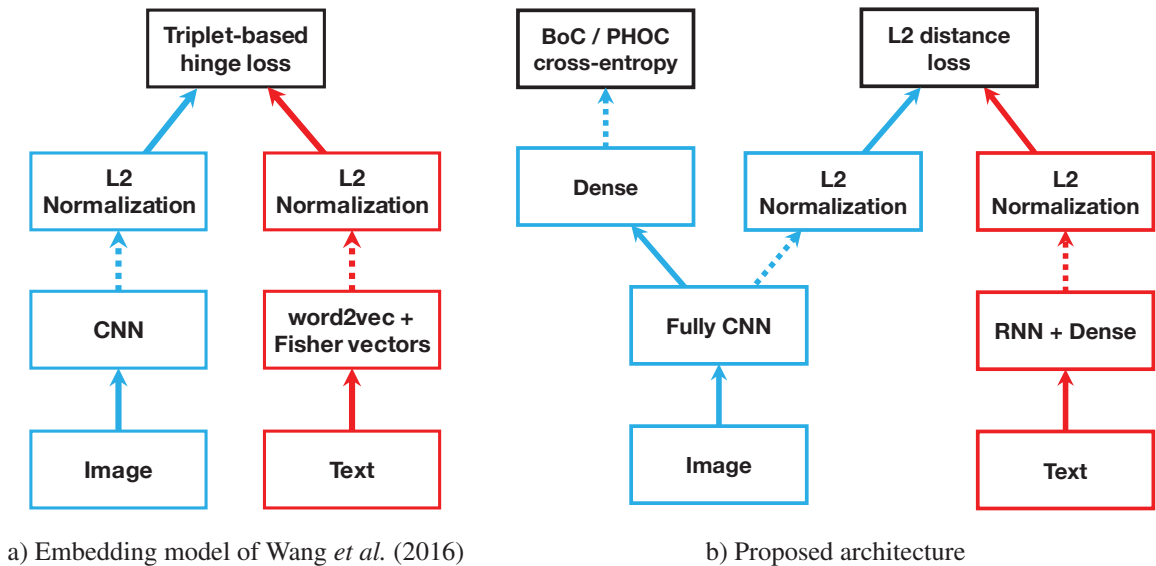 Triplet-based
hinge loss
L2
Normalization
L2
Normalization
CNN
word2vec +
Fisher vectors
Image
Text
a) Embedding model of Wang et al. (2016)
BoC / PHOC
cross-entropy
L2 distance
loss
Dense
L2
Normalization
L2
Normalization
Fully CNN
RNN + Dense
Image
Text
b) Proposed architecture